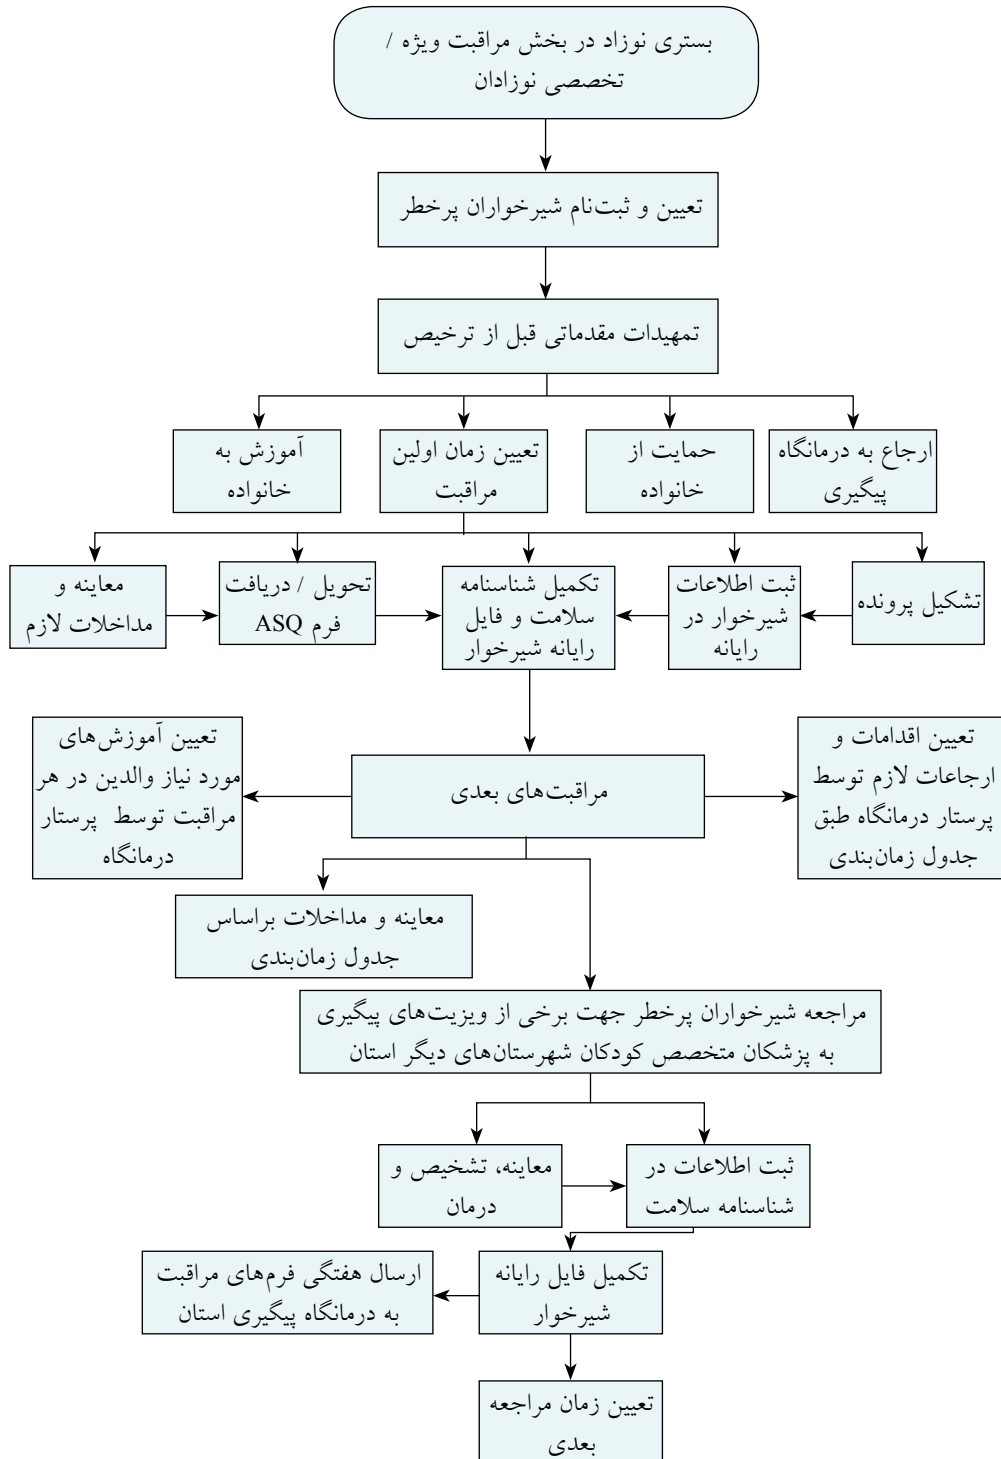 بستری نوزاد در بخش مراقبت ویژه /
تخصصی نوزادان
تعیین و ثبت‌نام شیرخواران پرخطر
تمهیدات مقدماتی قبل از ترخیص
ارجاع به درمانگاه
پیگیری
حمایت از
خانواده
تعیین زمان اولین
مراقبت
آموزش به
خانواده
تشکیل پرونده
ثبت اطلاعات
شیرخوار در
رایانه
تکمیل شناسنامه
سلامت و فایل
رایانه شیرخوار
تحویل / دریافت
فرم ASQ
معاینه و
مداخلات لازم
تعیین اقدامات و
ارجاعات لازم توسط
پرستار درمانگاه طبق
جدول زمان‌بندی
مراقبت‌های بعدی
تعیین آموزش‌های
مورد نیاز والدین در هر
مراقبت توسط پرستار
درمانگاه
معاینه و مداخلات براساس
جدول زمان‌بندی
مراجعه شیرخواران پرخطر جهت برخی از ویزیت‌های پیگیری
به پزشکان متخصص کودکان شهرستان‌های دیگر استان
ثبت اطلاعات در
شناسنامه سلامت
معاینه، تشخیص و
درمان
تکمیل فایل رایانه
شیرخوار
ارسال هفتگی فرم‌های مراقبت
به درمانگاه پیگیری استان
تعیین زمان مراجعه
بعدی